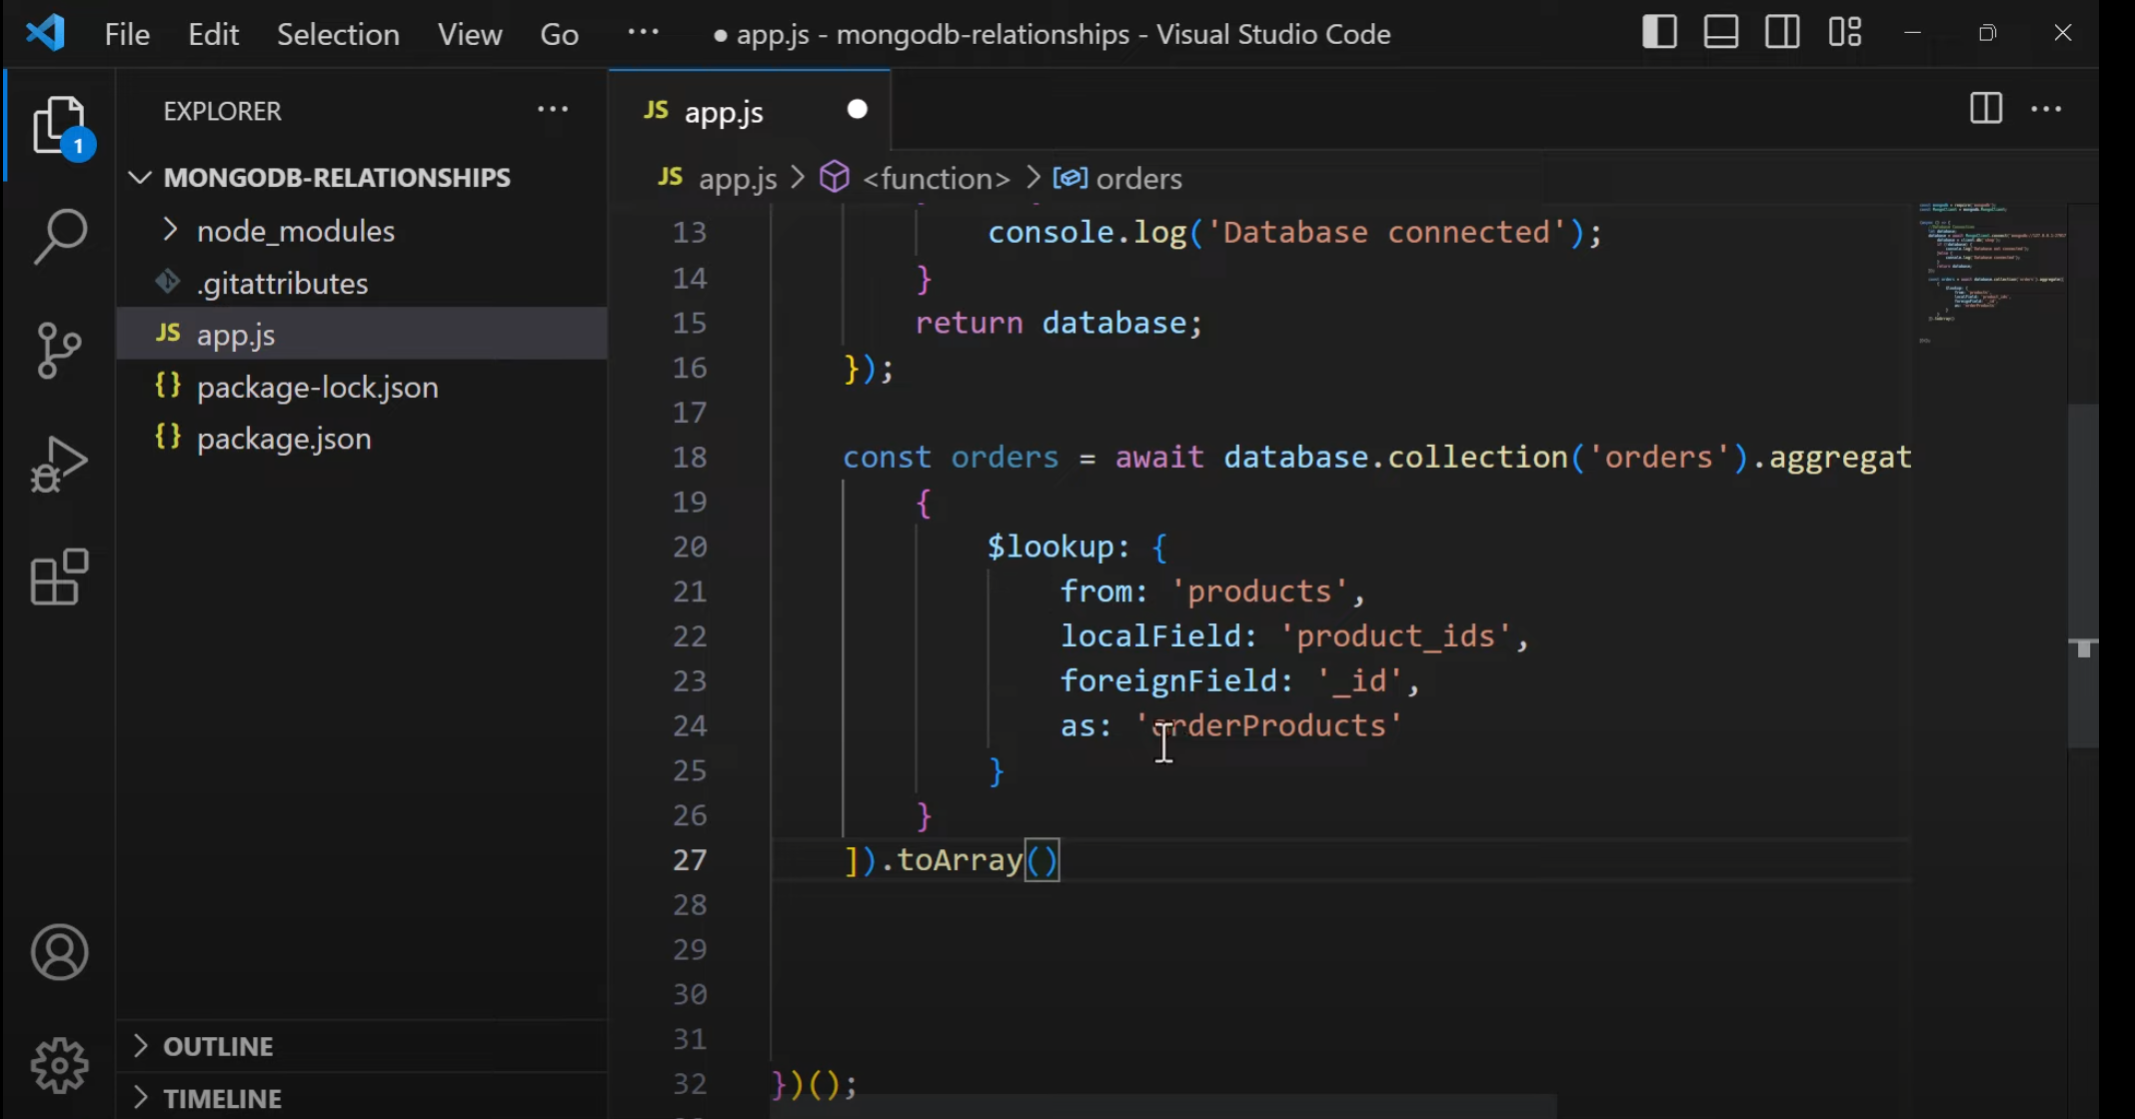 File Edit Selection View Go ··· ● app.js - mongodb-relationships - Visual Studio Code
EXPLORER ···
1
MONGODB-RELATIONSHIPS
node_modules
.gitattributes
JS app.js
{} package-lock.json
{} package.json
OUTLINE
TIMELINE
JS app.js ●
JS app.js > <function> > orders
13 console.log('Database connected');
14 }
15 return database;
16 });
17
18 const orders = await database.collection('orders').aggregat
19 {
20 $lookup: {
21 from: 'products',
22 localField: 'product_ids',
23 foreignField: '_id',
24 as: 'orderProducts'
25 }
26 }
27 ]).toArray()
28
29
30
31
32 })();